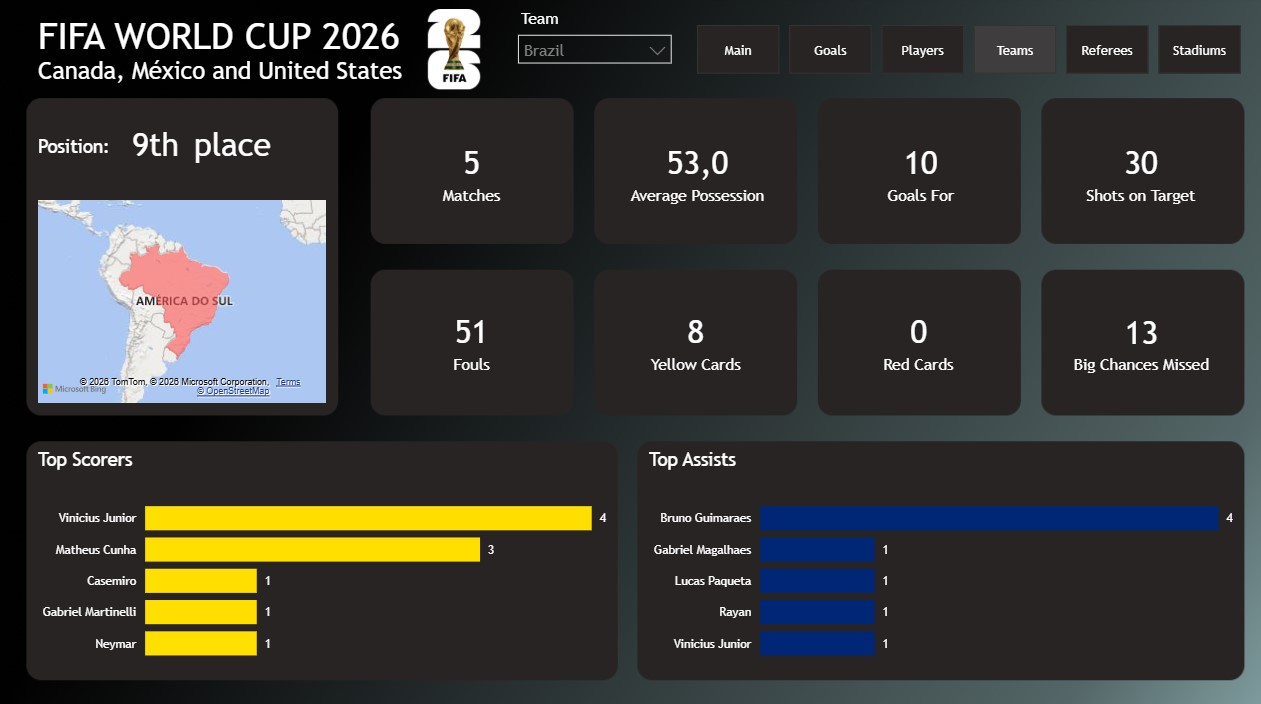 FIFA WORLD CUP 2026
Canada, México and United States
FIFA
Team
Brazil
Main
Goals
Players
Teams
Referees
Stadiums
Position: 9th place
AMÉRICA DO SUL
© 2026 TomTom, © 2026 Microsoft Corporation, Terms
Microsoft Bing
© OpenStreetMap
5
Matches
53,0
Average Possession
10
Goals For
30
Shots on Target
51
Fouls
8
Yellow Cards
0
Red Cards
13
Big Chances Missed
Top Scorers
Vinicius Junior 4
Matheus Cunha 3
Casemiro 1
Gabriel Martinelli 1
Neymar 1
Top Assists
Bruno Guimaraes 4
Gabriel Magalhaes 1
Lucas Paqueta 1
Rayan 1
Vinicius Junior 1